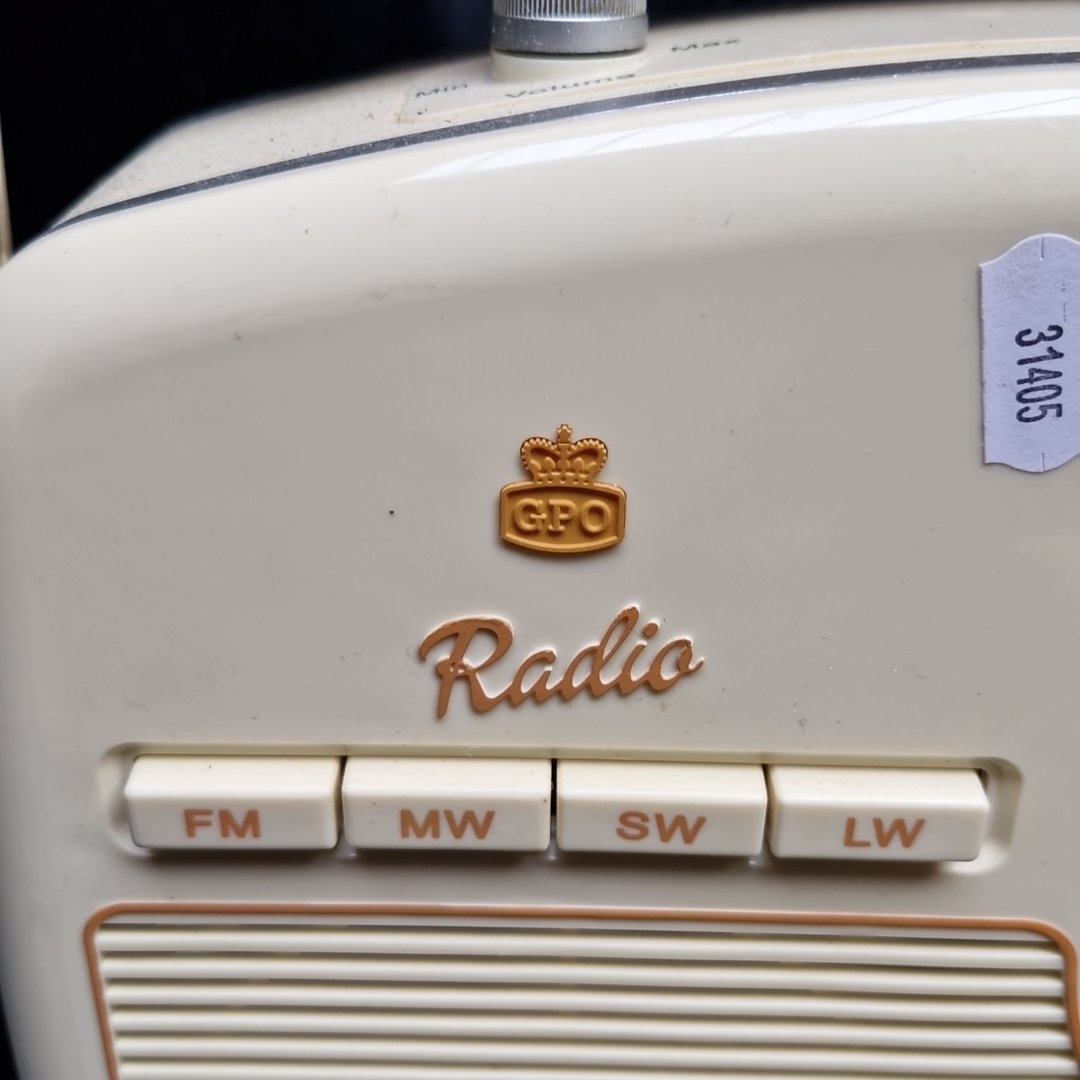 Min Volume Max
31405
GPO
Radio
FM MW SW LW